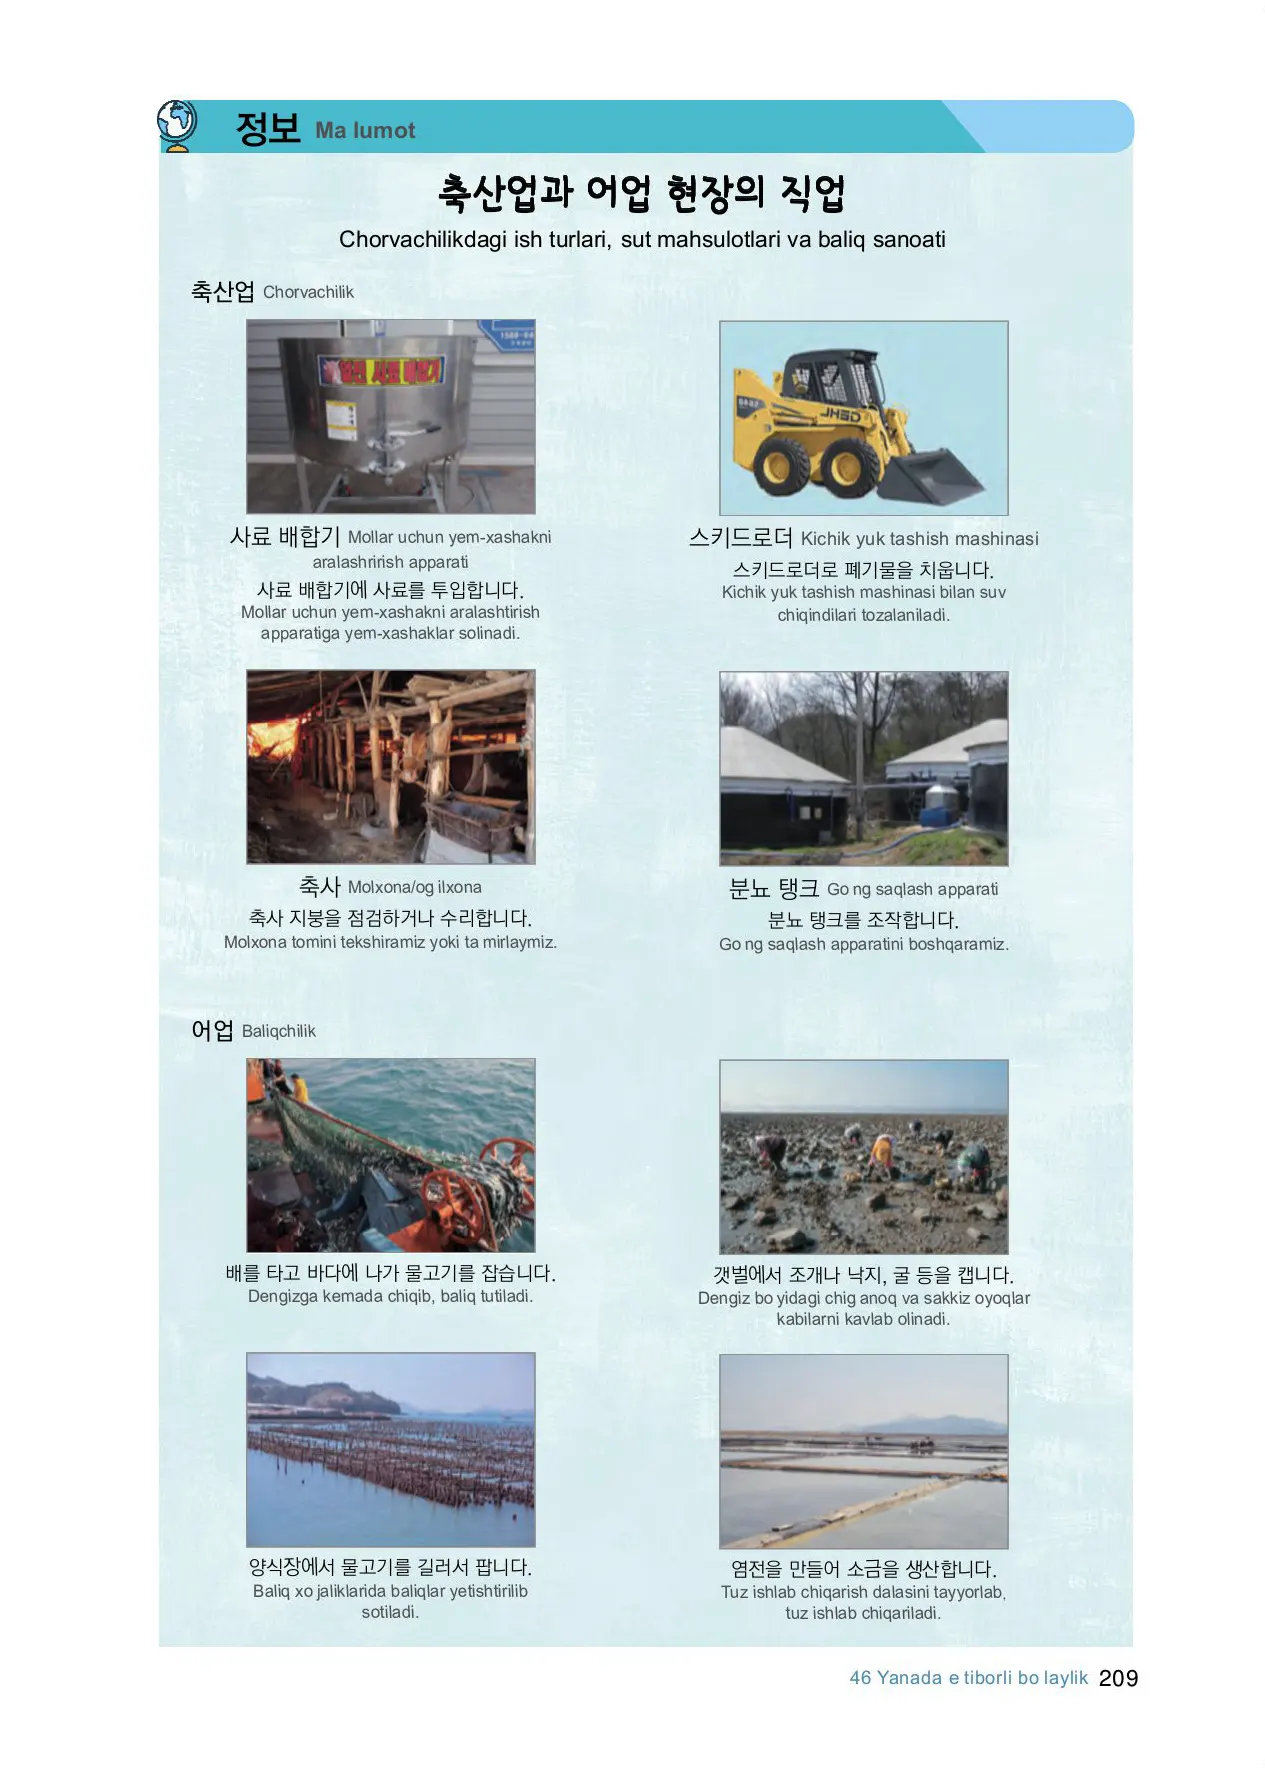 정보 Ma lumot
축산업과 어업 현장의 직업
Chorvachilikdagi ish turlari, sut mahsulotlari va baliq sanoati
축산업 Chorvachilik
사료 배합기
JHSD
사료 배합기 Mollar uchun yem-xashakni
aralashrirish apparati
사료 배합기에 사료를 투입합니다.
Mollar uchun yem-xashakni aralashtirish
apparatiga yem-xashaklar solinadi.
스키드로더 Kichik yuk tashish mashinasi
스키드로더로 폐기물을 치웁니다.
Kichik yuk tashish mashinasi bilan suv
chiqindilari tozalaniladi.
축사 Molxona/og ilxona
축사 지붕을 점검하거나 수리합니다.
Molxona tomini tekshiramiz yoki ta mirlaymiz.
분뇨 탱크 Go ng saqlash apparati
분뇨 탱크를 조작합니다.
Go ng saqlash apparatini boshqaramiz.
어업 Baliqchilik
배를 타고 바다에 나가 물고기를 잡습니다.
Dengizga kemada chiqib, baliq tutiladi.
갯벌에서 조개나 낙지, 굴 등을 캡니다.
Dengiz bo yidagi chig anoq va sakkiz oyoqlar
kabilarni kavlab olinadi.
양식장에서 물고기를 길러서 팝니다.
Baliq xo jaliklarida baliqlar yetishtirilib
sotiladi.
염전을 만들어 소금을 생산합니다.
Tuz ishlab chiqarish dalasini tayyorlab,
tuz ishlab chiqariladi.
46 Yanada e tiborli bo laylik 209